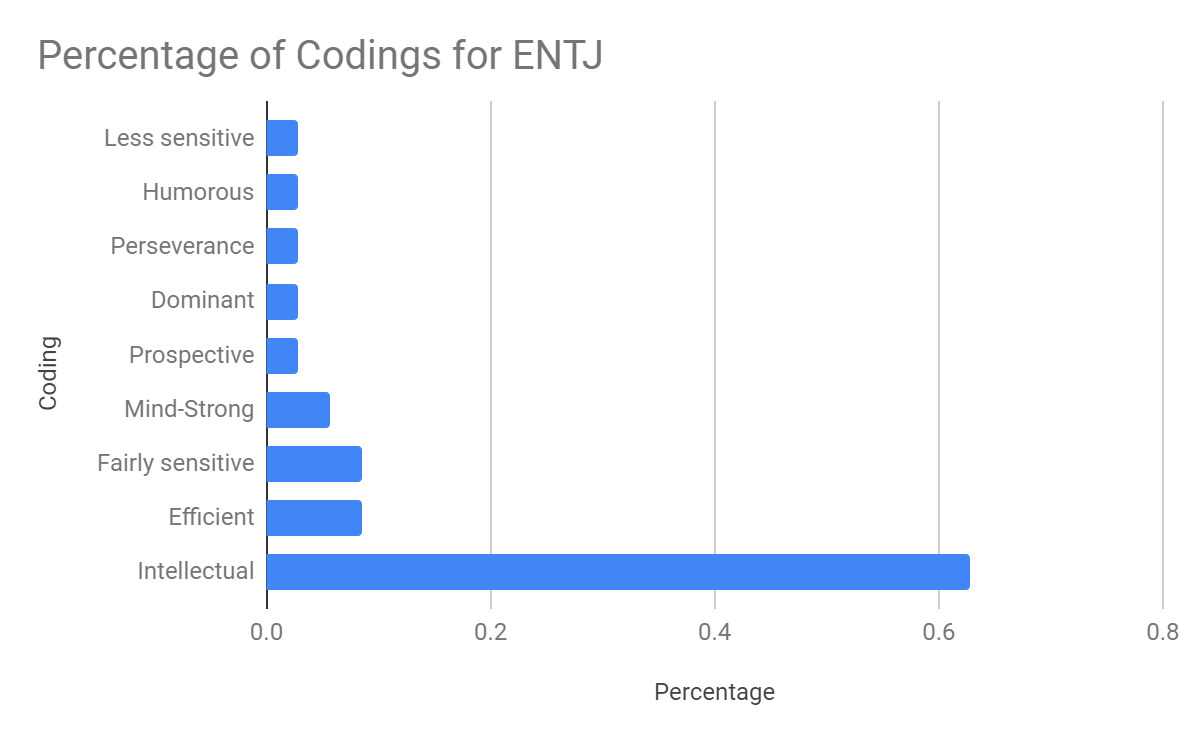 Percentage of Codings for ENTJ
Less sensitive
Humorous
Perseverance
Dominant
Prospective
Mind-Strong
Fairly sensitive
Efficient
Intellectual
Coding
0.0 0.2 0.4 0.6 0.8
Percentage